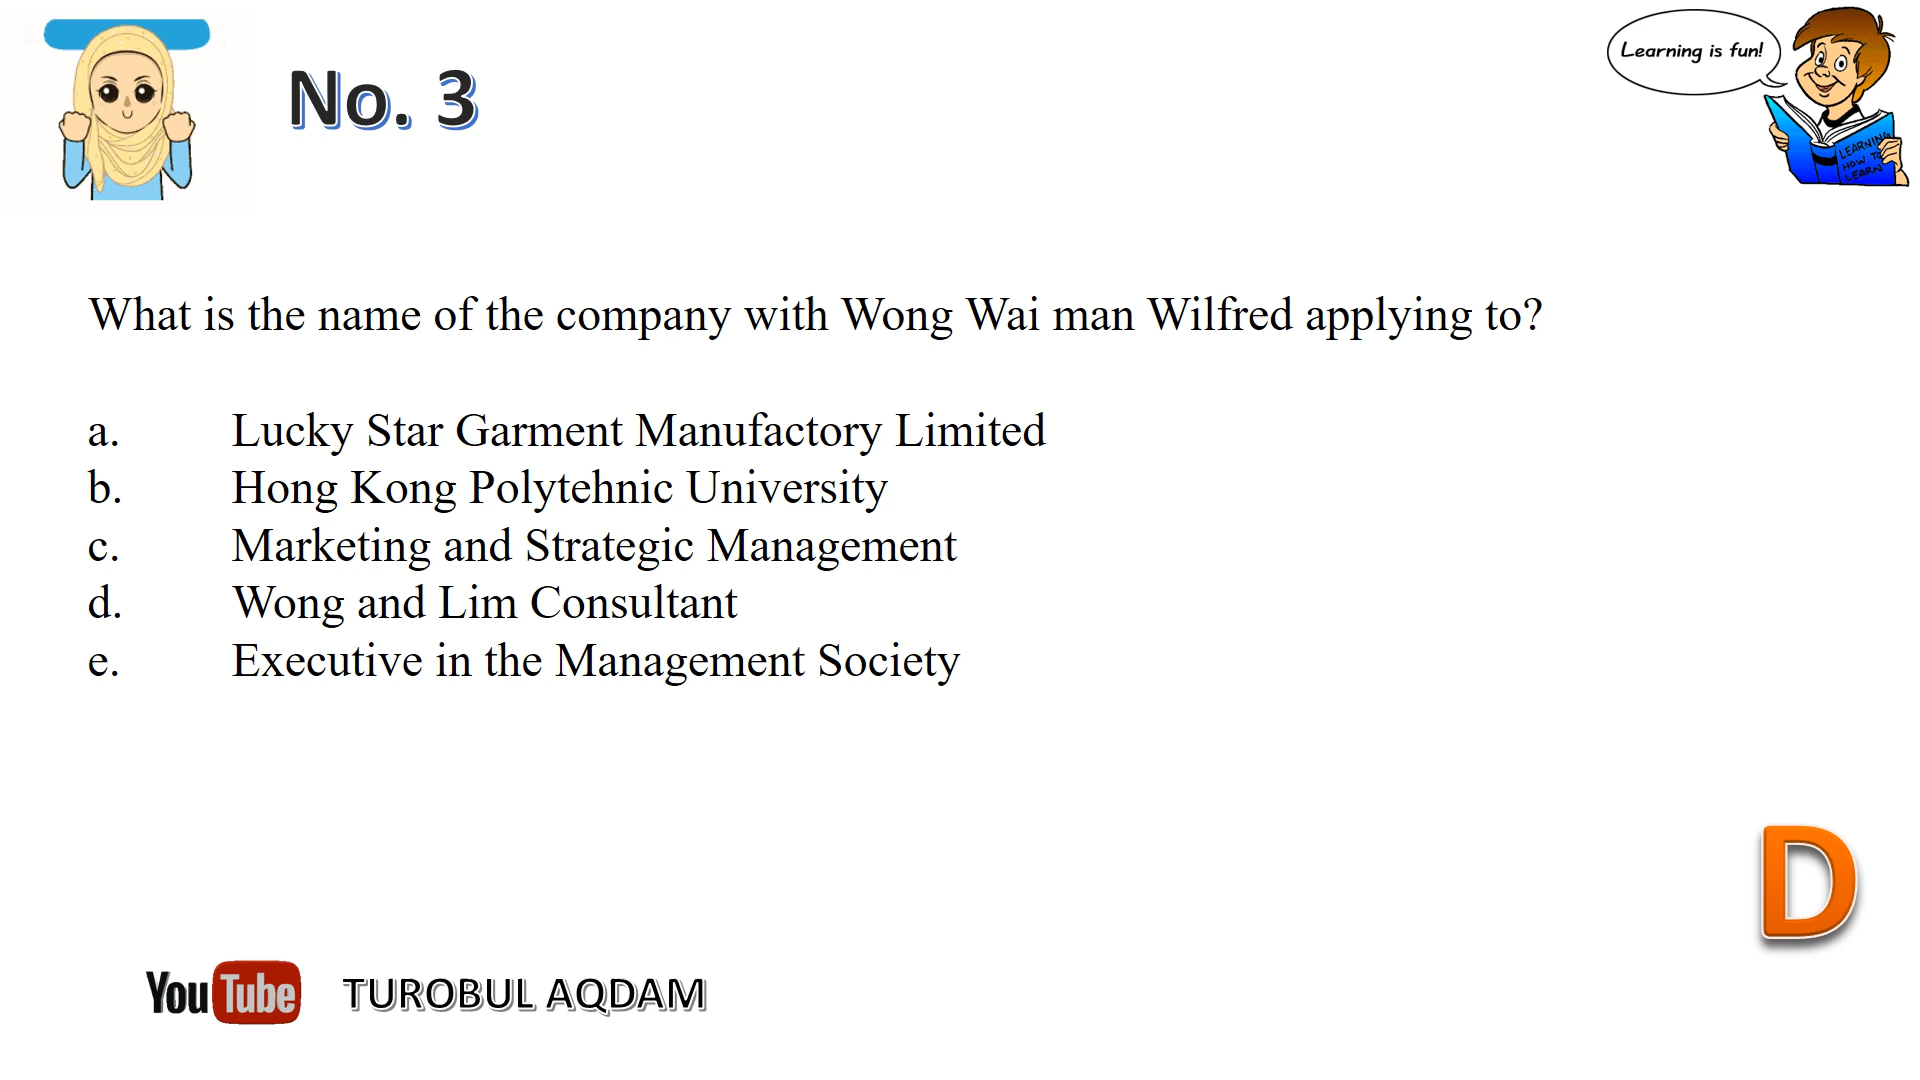 No. 3
Learning is fun!
LEARNING
HOW TO
LEARN
What is the name of the company with Wong Wai man Wilfred applying to?
a. Lucky Star Garment Manufactory Limited
b. Hong Kong Polytehnic University
c. Marketing and Strategic Management
d. Wong and Lim Consultant
e. Executive in the Management Society
D
YouTube TUROBUL AQDAM